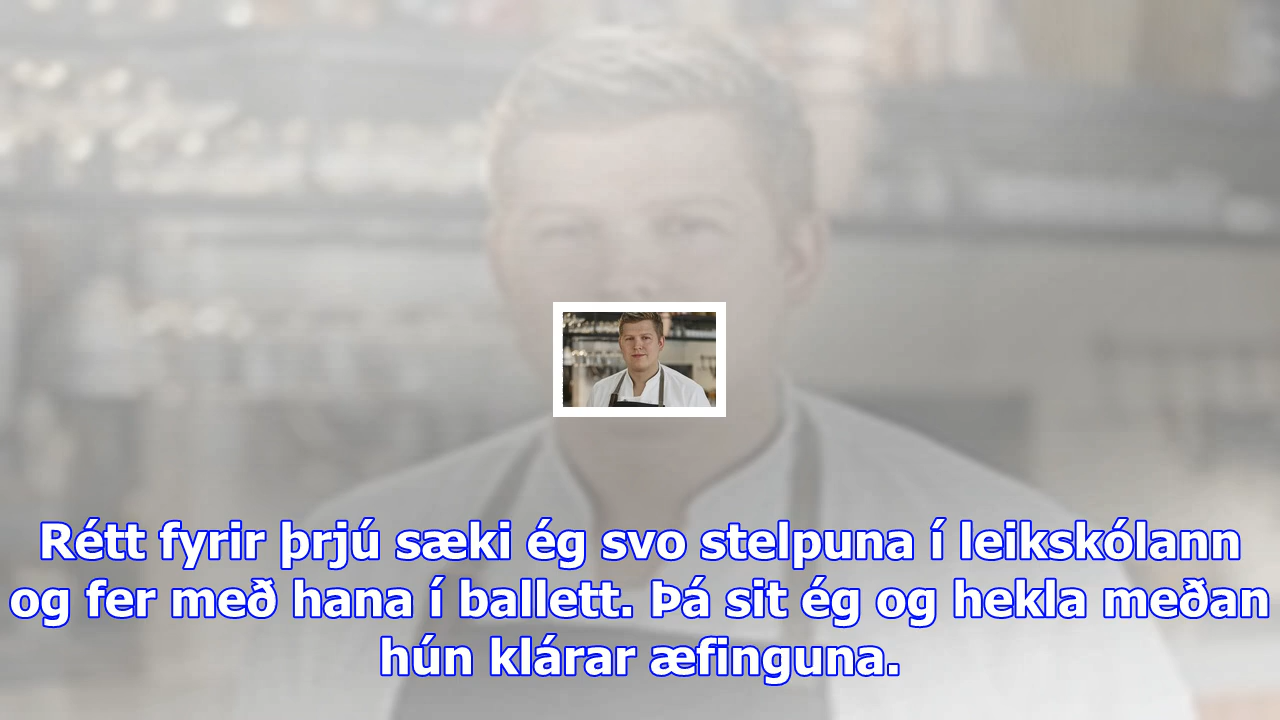 Rétt fyrir þrjú sæki ég svo stelpuna í leikskólann
og fer með hana í ballett. Þá sit ég og hekla meðan
hún klárar æfinguna.